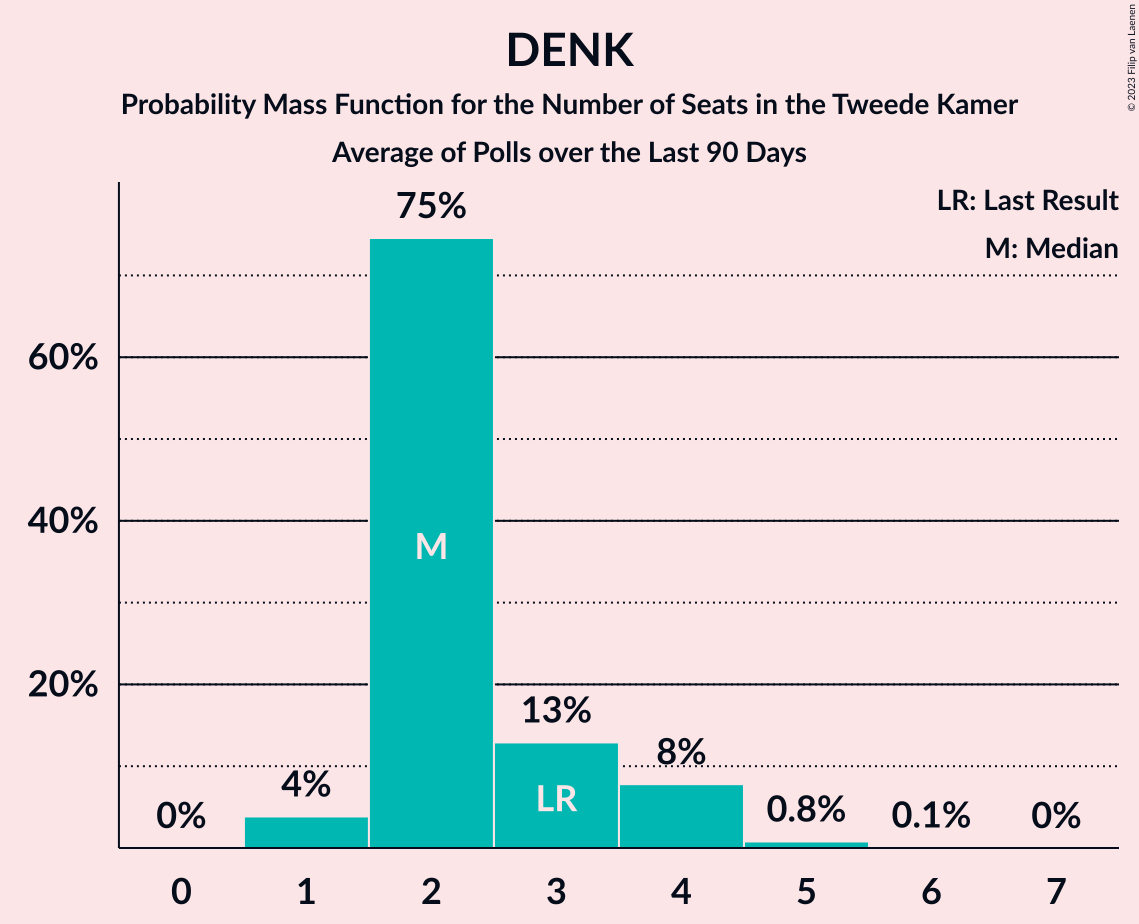 DENK
Probability Mass Function for the Number of Seats in the Tweede Kamer
Average of Polls over the Last 90 Days
© 2023 Filip van Laenen
LR: Last Result
M: Median
60%
40%
20%
0%
4%
75%
M
13%
LR
8%
0.8%
0.1%
0%
0 1 2 3 4 5 6 7